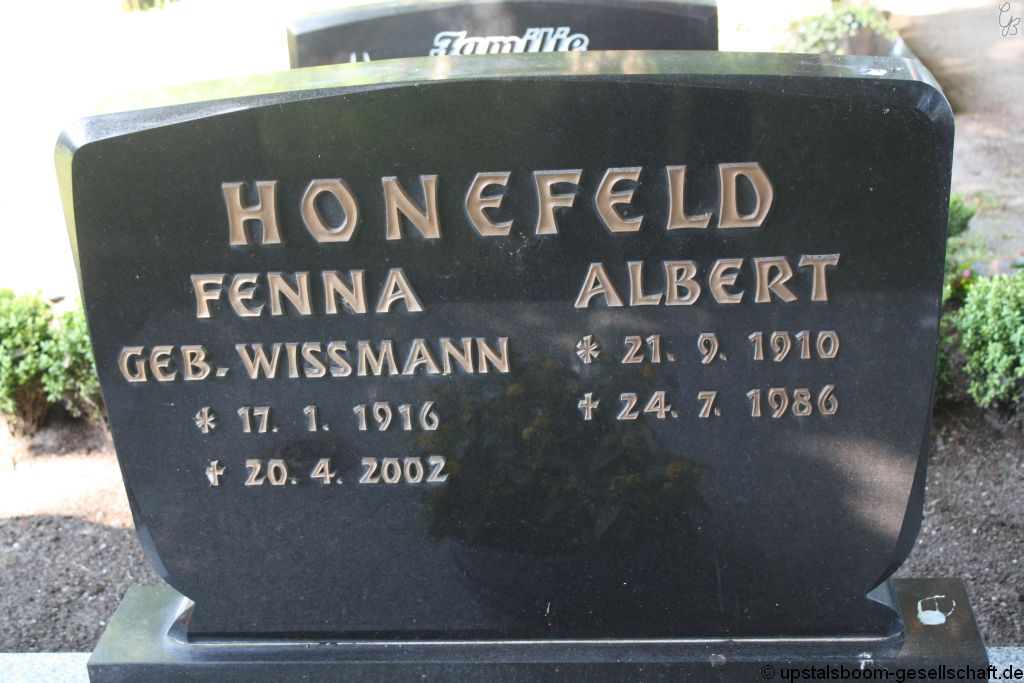 Familie
HONEFELD
FENNA
GEB. WISSMANN
* 17. 1. 1916
† 20. 4. 2002
ALBERT
* 21. 9. 1910
† 24. 7. 1986
GB
© upstalsboom-gesellschaft.de